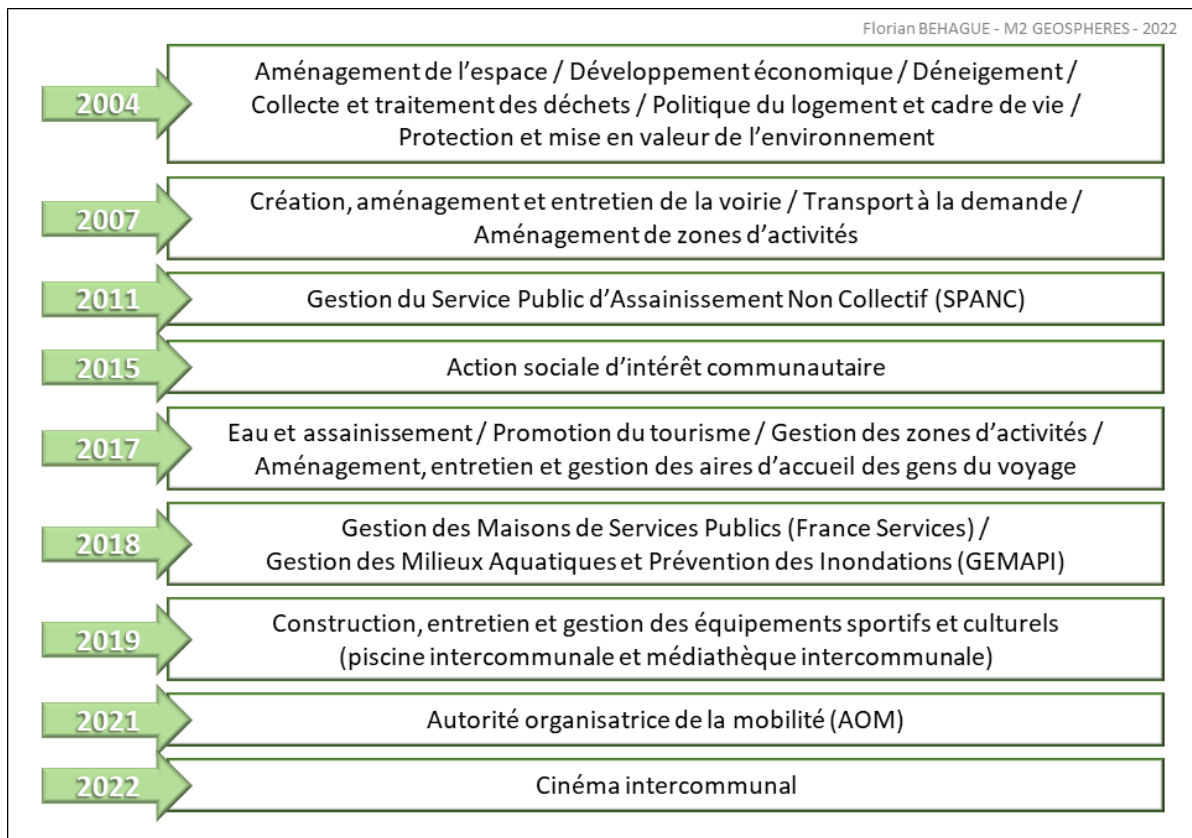 Florian BEHAGUE - M2 GEOSPHERES - 2022
2004
Aménagement de l'espace / Développement économique / Déneigement /
Collecte et traitement des déchets / Politique du logement et cadre de vie /
Protection et mise en valeur de l'environnement
2007
Création, aménagement et entretien de la voirie / Transport à la demande /
Aménagement de zones d'activités
2011
Gestion du Service Public d'Assainissement Non Collectif (SPANC)
2015
Action sociale d'intérêt communautaire
2017
Eau et assainissement / Promotion du tourisme / Gestion des zones d'activités /
Aménagement, entretien et gestion des aires d'accueil des gens du voyage
2018
Gestion des Maisons de Services Publics (France Services) /
Gestion des Milieux Aquatiques et Prévention des Inondations (GEMAPI)
2019
Construction, entretien et gestion des équipements sportifs et culturels
(piscine intercommunale et médiathèque intercommunale)
2021
Autorité organisatrice de la mobilité (AOM)
2022
Cinéma intercommunal